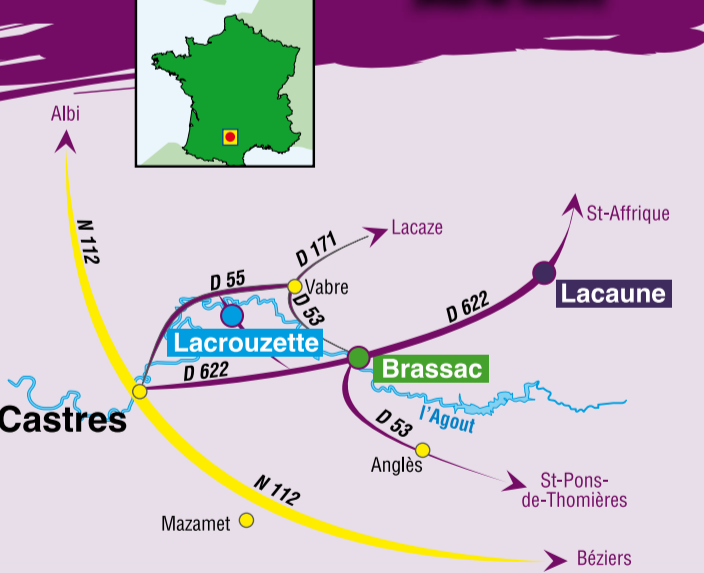 Albi
N 112
D 171
Lacaze
St-Affrique
D 55
Vabre
D 53
D 622
Lacaune
Lacrouzette
D 622
Brassac
Castres
l'Agout
D 53
Anglès
St-Pons-
de-Thomières
N 112
Mazamet
Béziers